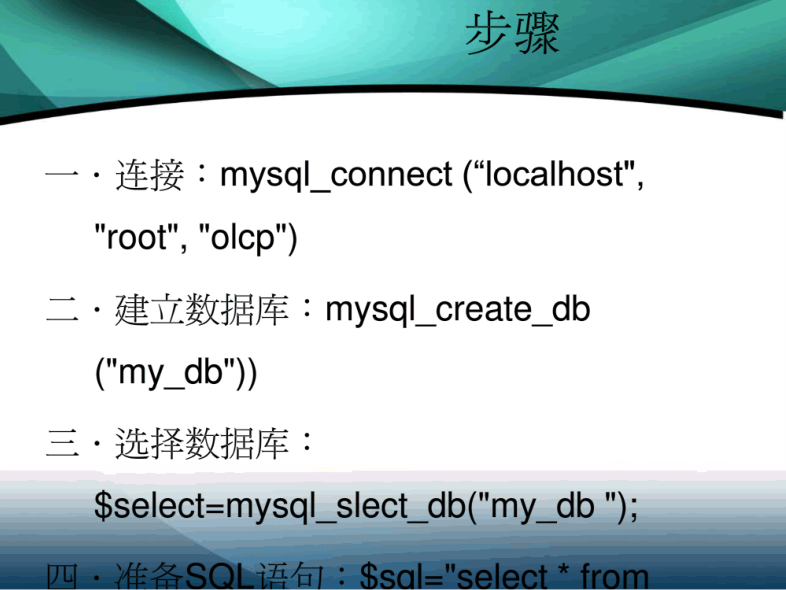 步骤
一．连接：mysql_connect (“localhost",
"root", "olcp")
二．建立数据库：mysql_create_db
("my_db"))
三．选择数据库：
$select=mysql_slect_db("my_db ");
四．准备SQL语句：$sql="select * from